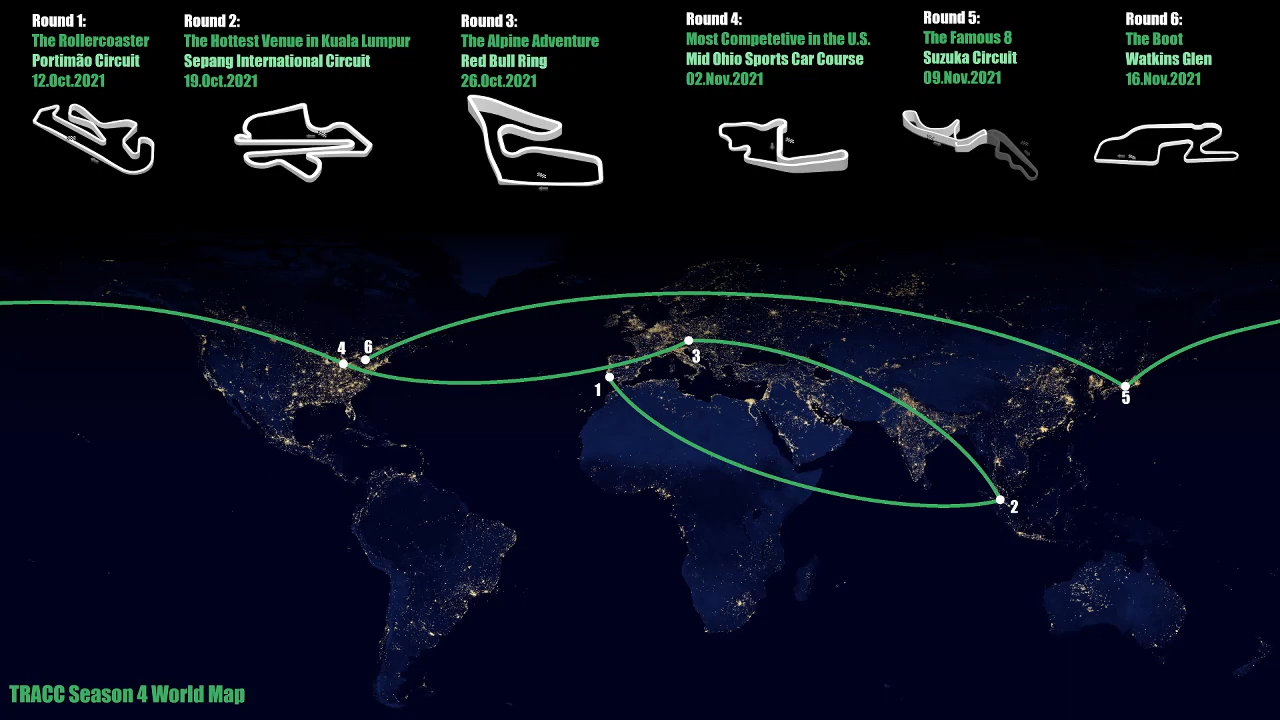 Round 1:
The Rollercoaster
Portimão Circuit
12.Oct.2021
Round 2:
The Hottest Venue in Kuala Lumpur
Sepang International Circuit
19.Oct.2021
Round 3:
The Alpine Adventure
Red Bull Ring
26.Oct.2021
Round 4:
Most Competetive in the U.S.
Mid Ohio Sports Car Course
02.Nov.2021
Round 5:
The Famous 8
Suzuka Circuit
09.Nov.2021
Round 6:
The Boot
Watkins Glen
16.Nov.2021
4
6
3
1
5
2
TRACC Season 4 World Map